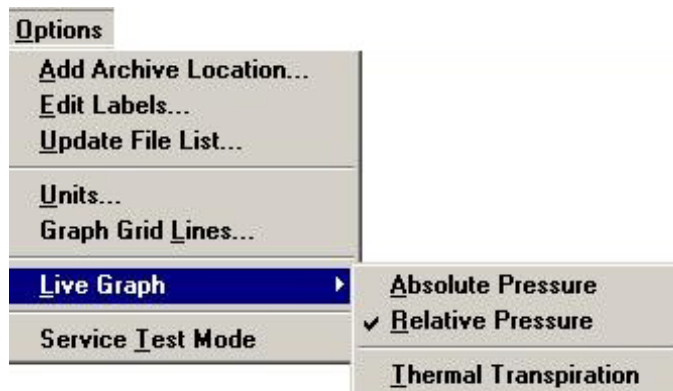 Options
Add Archive Location...
Edit Labels...
Update File List...
Units...
Graph Grid Lines...
Live Graph
Absolute Pressure
Relative Pressure
Service Test Mode
Thermal Transpiration